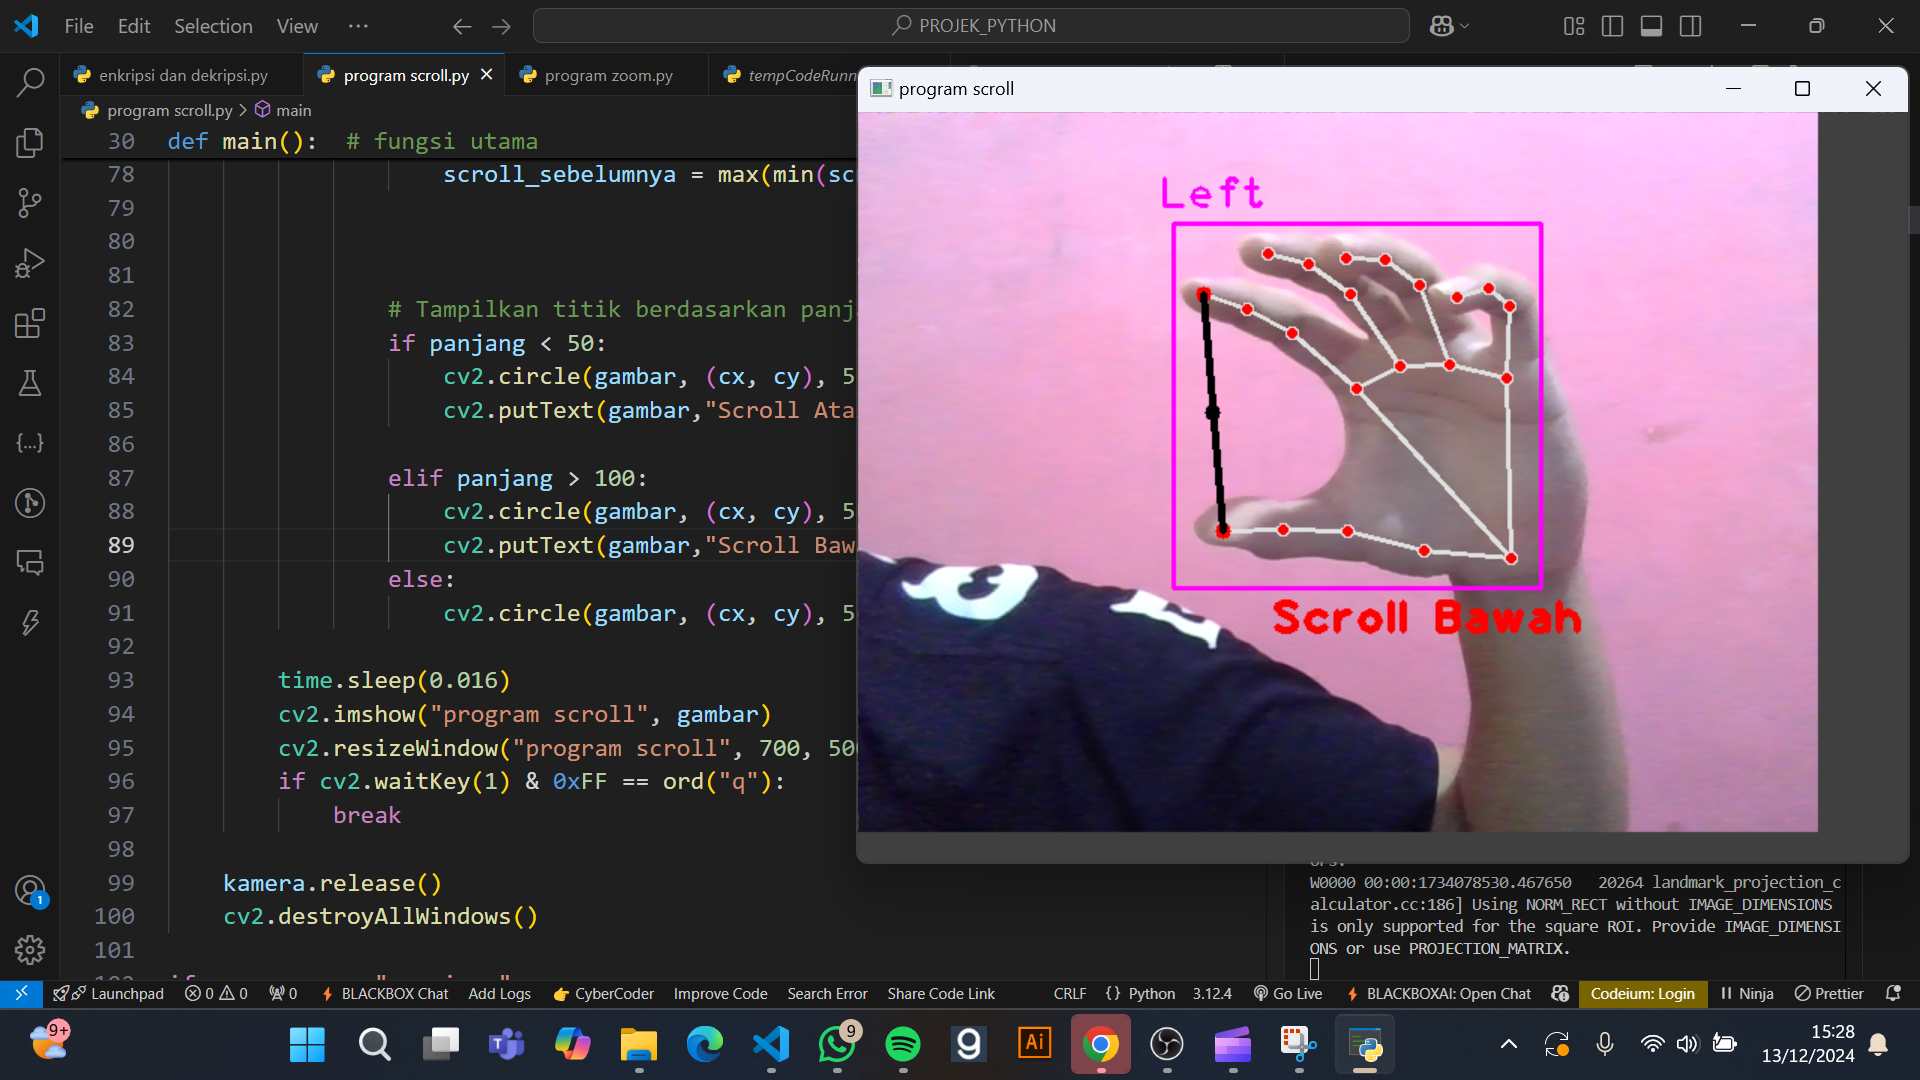 File Edit Selection View ··· PROJEK_PYTHON
enkripsi dan dekripsi.py program scroll.py program zoom.py tempCodeRunn
program scroll.py > main
30 def main(): # fungsi utama
78 scroll_sebelumnya = max(min(sc
79
80
81
82 # Tampilkan titik berdasarkan panj
83 if panjang < 50:
84 cv2.circle(gambar, (cx, cy), 5
85 cv2.putText(gambar,"Scroll Ata
86
87 elif panjang > 100:
88 cv2.circle(gambar, (cx, cy), 5
89 cv2.putText(gambar,"Scroll Baw
90 else:
91 cv2.circle(gambar, (cx, cy), 5
92
93 time.sleep(0.016)
94 cv2.imshow("program scroll", gambar)
95 cv2.resizeWindow("program scroll", 700, 500
96 if cv2.waitKey(1) & 0xFF == ord("q"):
97 break
98
99 kamera.release()
100 cv2.destroyAllWindows()
101
program scroll
Left
Scroll Bawah
W0000 00:00:1734078530.467650 20264 landmark_projection_c
alculator.cc:186] Using NORM_RECT without IMAGE_DIMENSIONS
is only supported for the square ROI. Provide IMAGE_DIMENSI
ONS or use PROJECTION_MATRIX.
1
Launchpad 0 0 0 BLACKBOX Chat Add Logs CyberCoder Improve Code Search Error Share Code Link CRLF {} Python 3.12.4 Go Live BLACKBOXAI: Open Chat Codeium: Login Ninja Prettier
9+ 9 Ai 15:28
13/12/2024